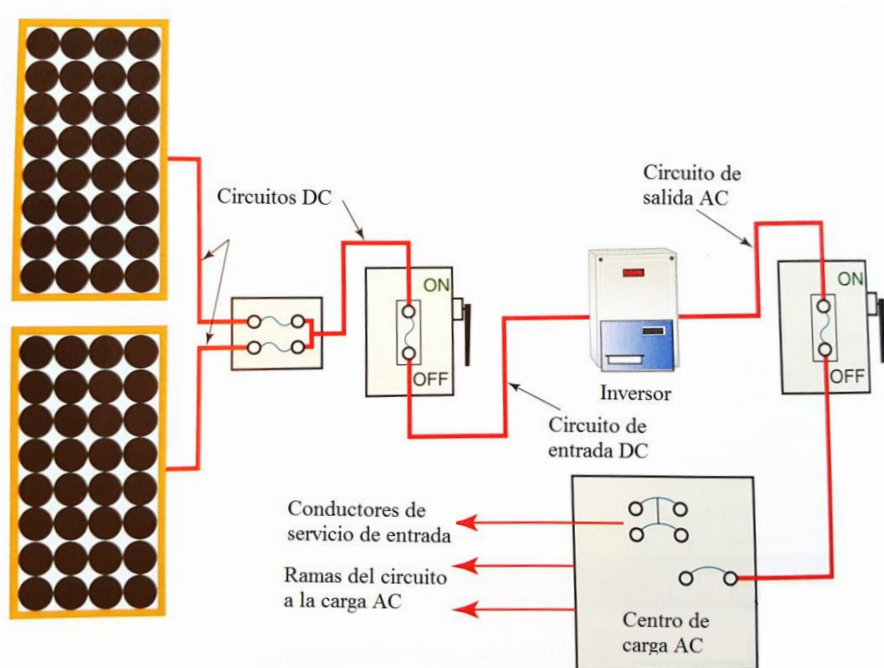 Circuitos DC
Circuito de
salida AC
ON
OFF
Inversor
Circuito de
entrada DC
ON
OFF
Conductores de
servicio de entrada
Ramas del circuito
a la carga AC
Centro de
carga AC